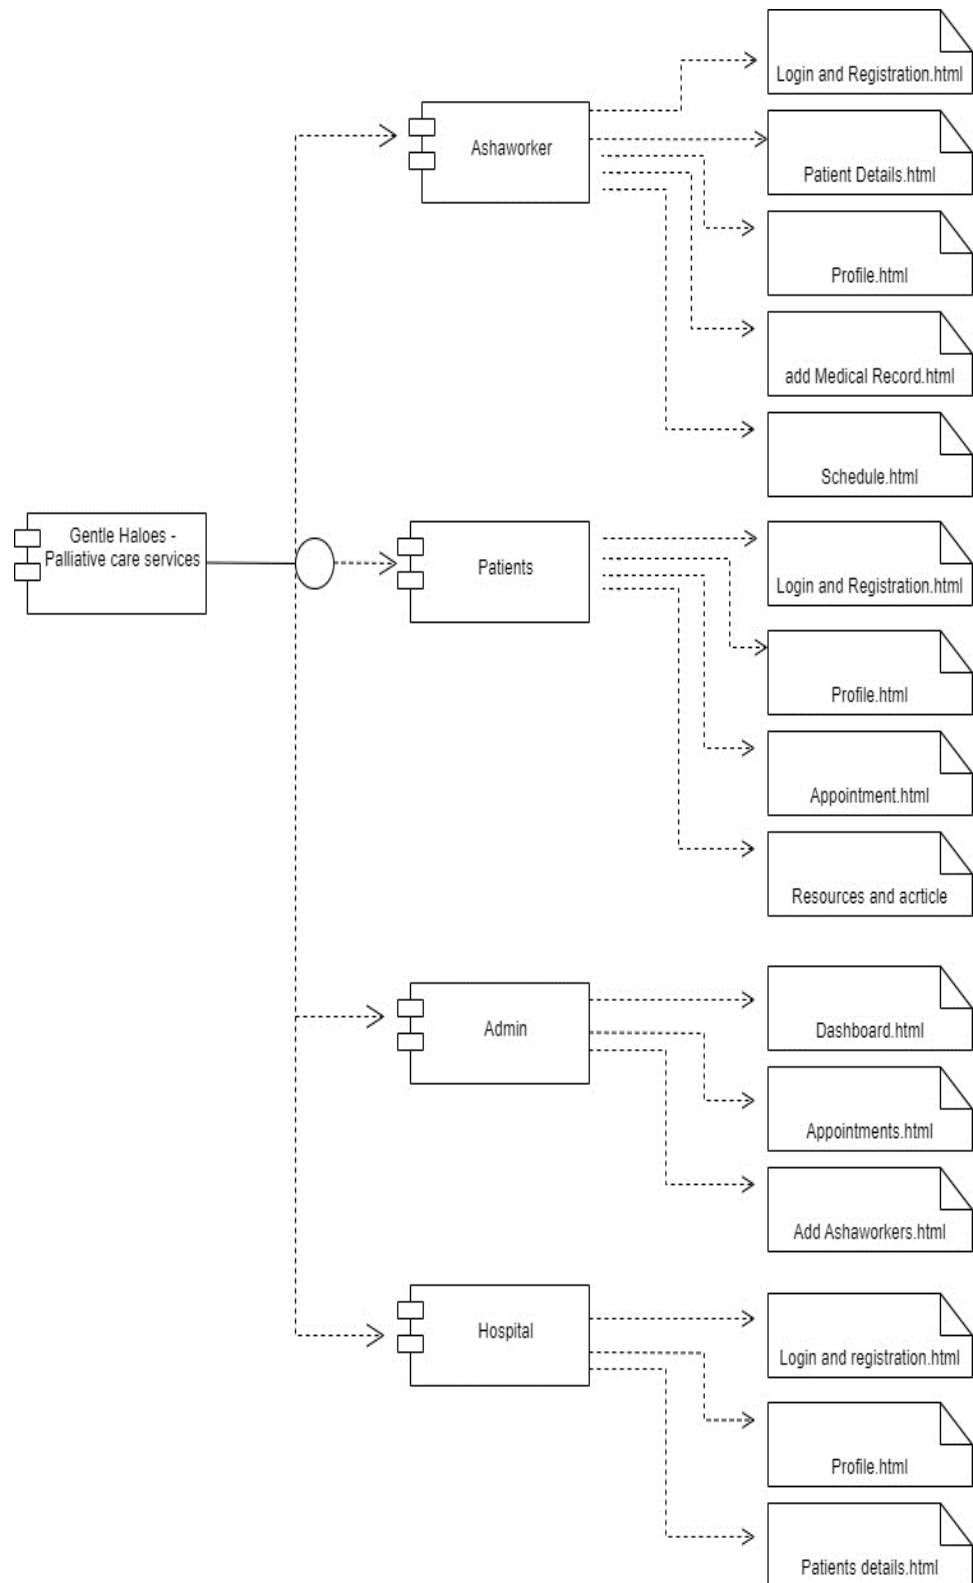 Login and Registration.html
Ashaworker
Patient Details.html
Profile.html
add Medical Record.html
Schedule.html
Gentle Haloes -
Palliative care services
Patients
Login and Registration.html
Profile.html
Appointment.html
Resources and acrticle
Admin
Dashboard.html
Appointments.html
Add Ashaworkers.html
Hospital
Login and registration.html
Profile.html
Patients details.html